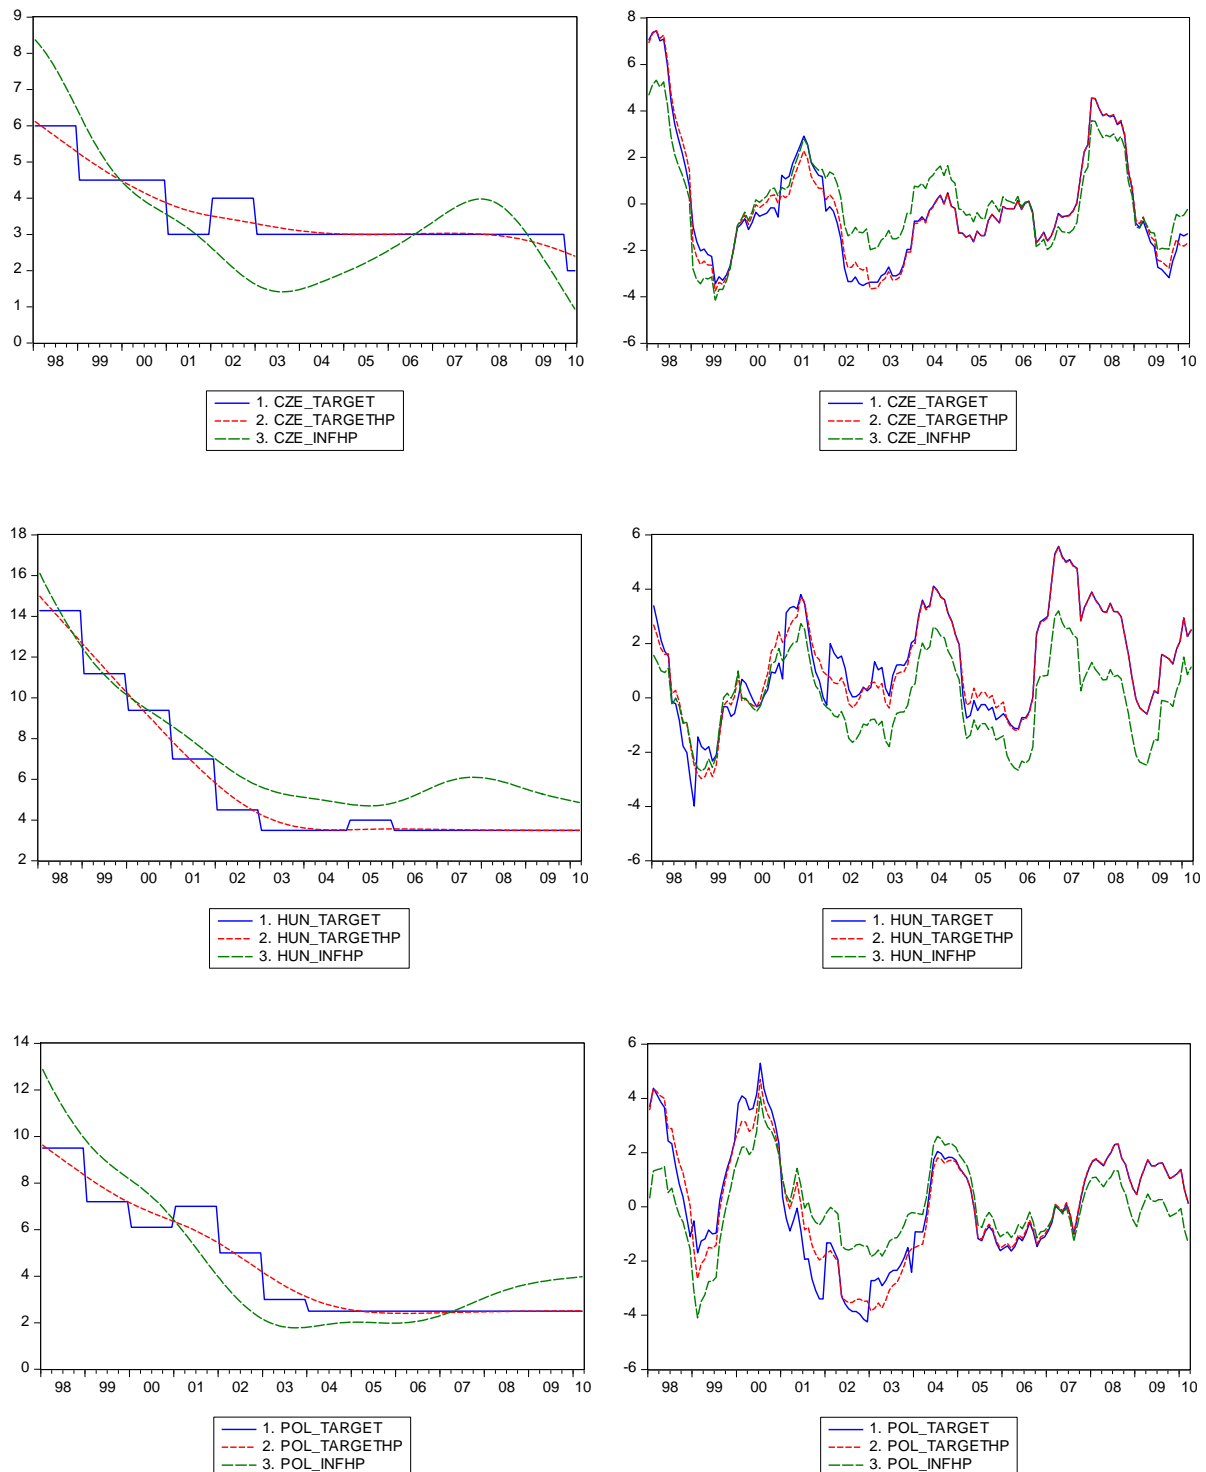 9
8
7
6
5
4
3
2
1
0
98 99 00 01 02 03 04 05 06 07 08 09 10
1. CZE_TARGET
2. CZE_TARGETHP
3. CZE_INFHP
8
6
4
2
0
-2
-4
-6
98 99 00 01 02 03 04 05 06 07 08 09 10
1. CZE_TARGET
2. CZE_TARGETHP
3. CZE_INFHP
18
16
14
12
10
8
6
4
2
98 99 00 01 02 03 04 05 06 07 08 09 10
1. HUN_TARGET
2. HUN_TARGETHP
3. HUN_INFHP
6
4
2
0
-2
-4
-6
98 99 00 01 02 03 04 05 06 07 08 09 10
1. HUN_TARGET
2. HUN_TARGETHP
3. HUN_INFHP
14
12
10
8
6
4
2
0
98 99 00 01 02 03 04 05 06 07 08 09 10
1. POL_TARGET
2. POL_TARGETHP
3. POL_INFHP
6
4
2
0
-2
-4
-6
98 99 00 01 02 03 04 05 06 07 08 09 10
1. POL_TARGET
2. POL_TARGETHP
3. POL_INFHP